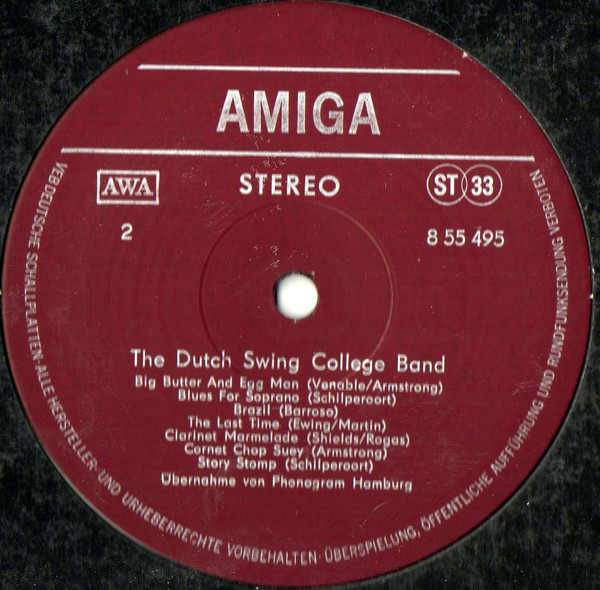 AMIGA
AWA
STEREO
ST 33
2
8 55 495
The Dutch Swing College Band
Big Butter And Egg Man (Venable/Armstrong)
Blues For Soprano (Schilperoort)
Brazil (Barroso)
The Last Time (Ewing/Martin)
Clarinet Marmelade (Shields/Ragas)
Cornet Chop Suey (Armstrong)
Story Stomp (Schilperoort)
Übernahme von Phonogram Hamburg
VEB DEUTSCHE SCHALLPLATTEN · ALLE HERSTELLER- UND URHEBERRECHTE VORBEHALTEN · ÜBERSPIELUNG, ÖFFENTLICHE AUFFÜHRUNG UND RUNDFUNKSENDUNG VERBOTEN